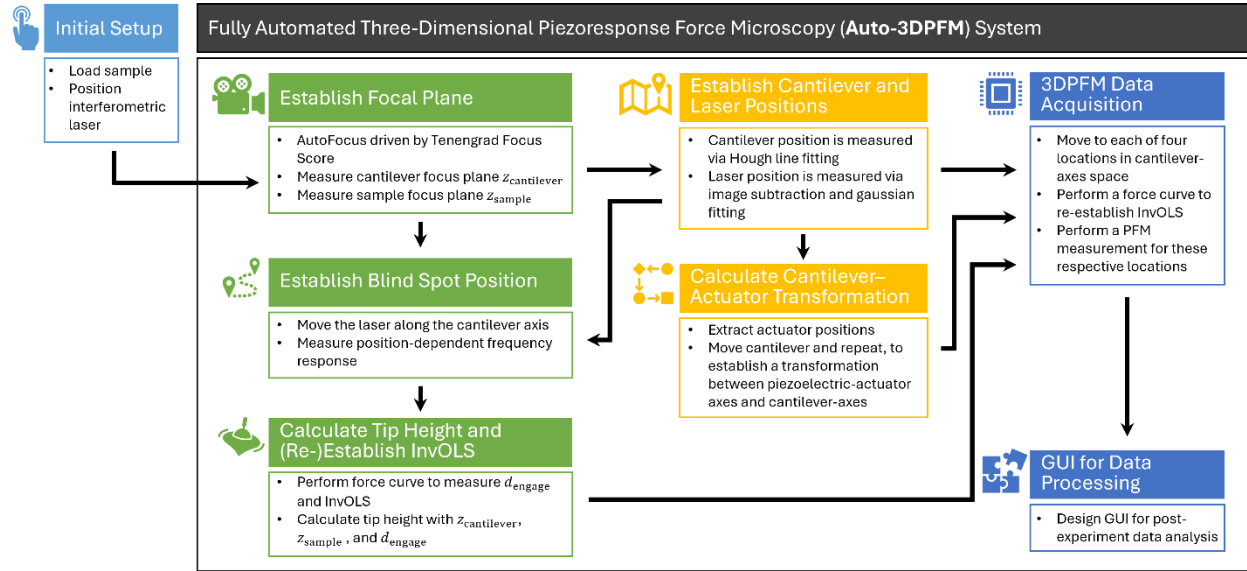 Initial Setup
• Load sample
• Position
interferometric
laser
Fully Automated Three-Dimensional Piezoresponse Force Microscopy (Auto-3DPFM) System
Establish Focal Plane
• AutoFocus driven by Tenengrad Focus
Score
• Measure cantilever focus plane z_cantilever
• Measure sample focus plane z_sample
Establish Blind Spot Position
• Move the laser along the cantilever axis
• Measure position-dependent frequency
response
Calculate Tip Height and
(Re-)Establish InvOLS
• Perform force curve to measure d_engage
and InvOLS
• Calculate tip height with z_cantilever,
z_sample , and d_engage
Establish Cantilever and
Laser Positions
• Cantilever position is measured
via Hough line fitting
• Laser position is measured via
image subtraction and gaussian
fitting
Calculate Cantilever–
Actuator Transformation
• Extract actuator positions
• Move cantilever and repeat, to
establish a transformation
between piezoelectric-actuator
axes and cantilever-axes
3DPFM Data
Acquisition
• Move to each of four
locations in cantilever-
axes space
• Perform a force curve to
re-establish InvOLS
• Perform a PFM
measurement for these
respective locations
GUI for Data
Processing
• Design GUI for post-
experiment data analysis